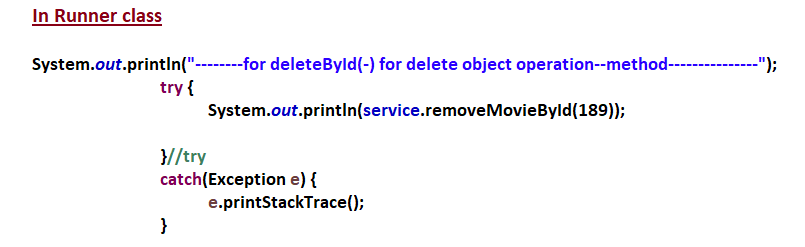 In Runner class
System.out.println("--------for deleteById(-) for delete object operation--method---------------");
try {
System.out.println(service.removeMovieById(189));
}//try
catch(Exception e) {
e.printStackTrace();
}